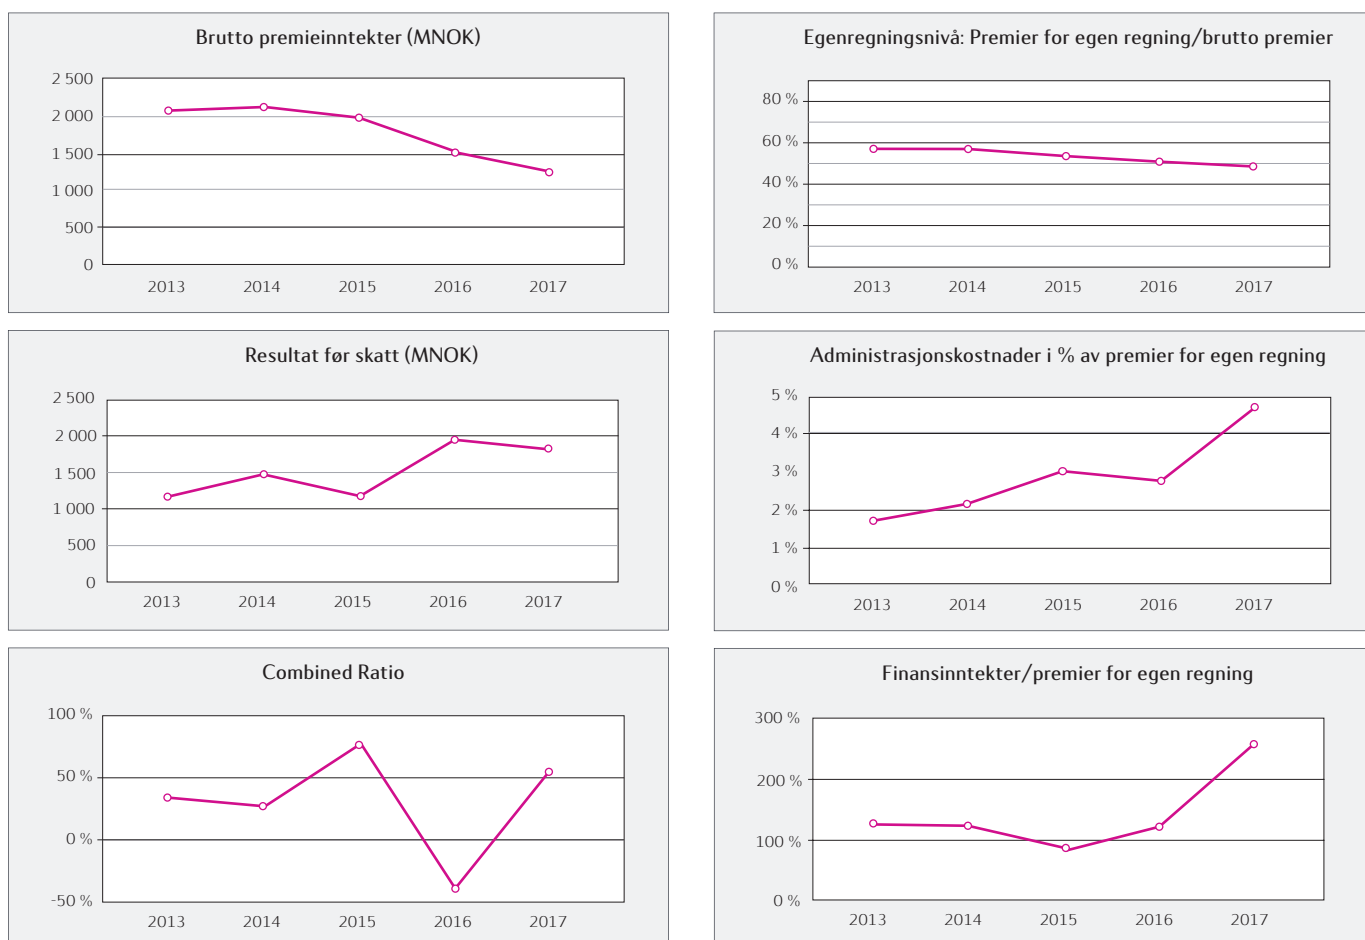 Brutto premieinntekter (MNOK)
2 500
2 000
1 500
1 000
500
0
2013 2014 2015 2016 2017
Egenregningsnivå: Premier for egen regning/brutto premier
80 %
60 %
40 %
20 %
0 %
2013 2014 2015 2016 2017
Resultat før skatt (MNOK)
2 500
2 000
1 500
1 000
500
0
2013 2014 2015 2016 2017
Administrasjonskostnader i % av premier for egen regning
5 %
4 %
3 %
2 %
1 %
0 %
2013 2014 2015 2016 2017
Combined Ratio
100 %
50 %
0 %
-50 %
2013 2014 2015 2016 2017
Finansinntekter/premier for egen regning
300 %
200 %
100 %
0 %
2013 2014 2015 2016 2017